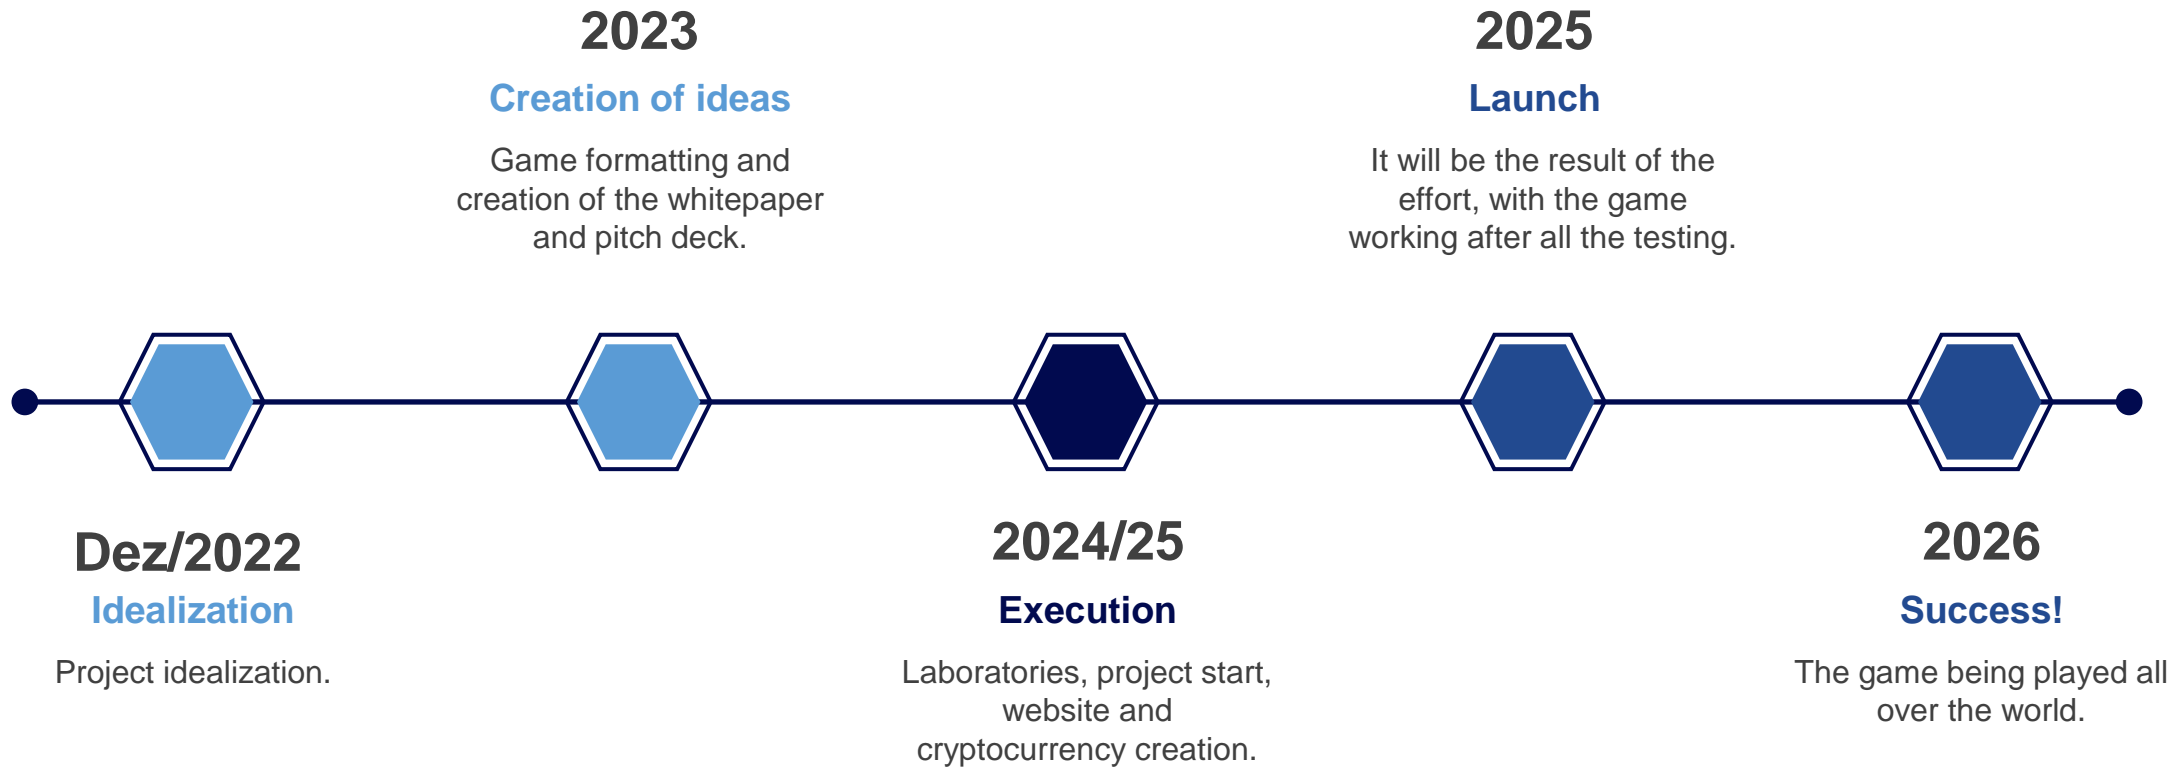 2023
Creation of ideas
Game formatting and
creation of the whitepaper
and pitch deck.
2025
Launch
It will be the result of the
effort, with the game
working after all the testing.
Dez/2022
Idealization
Project idealization.
2024/25
Execution
Laboratories, project start,
website and
cryptocurrency creation.
2026
Success!
The game being played all
over the world.